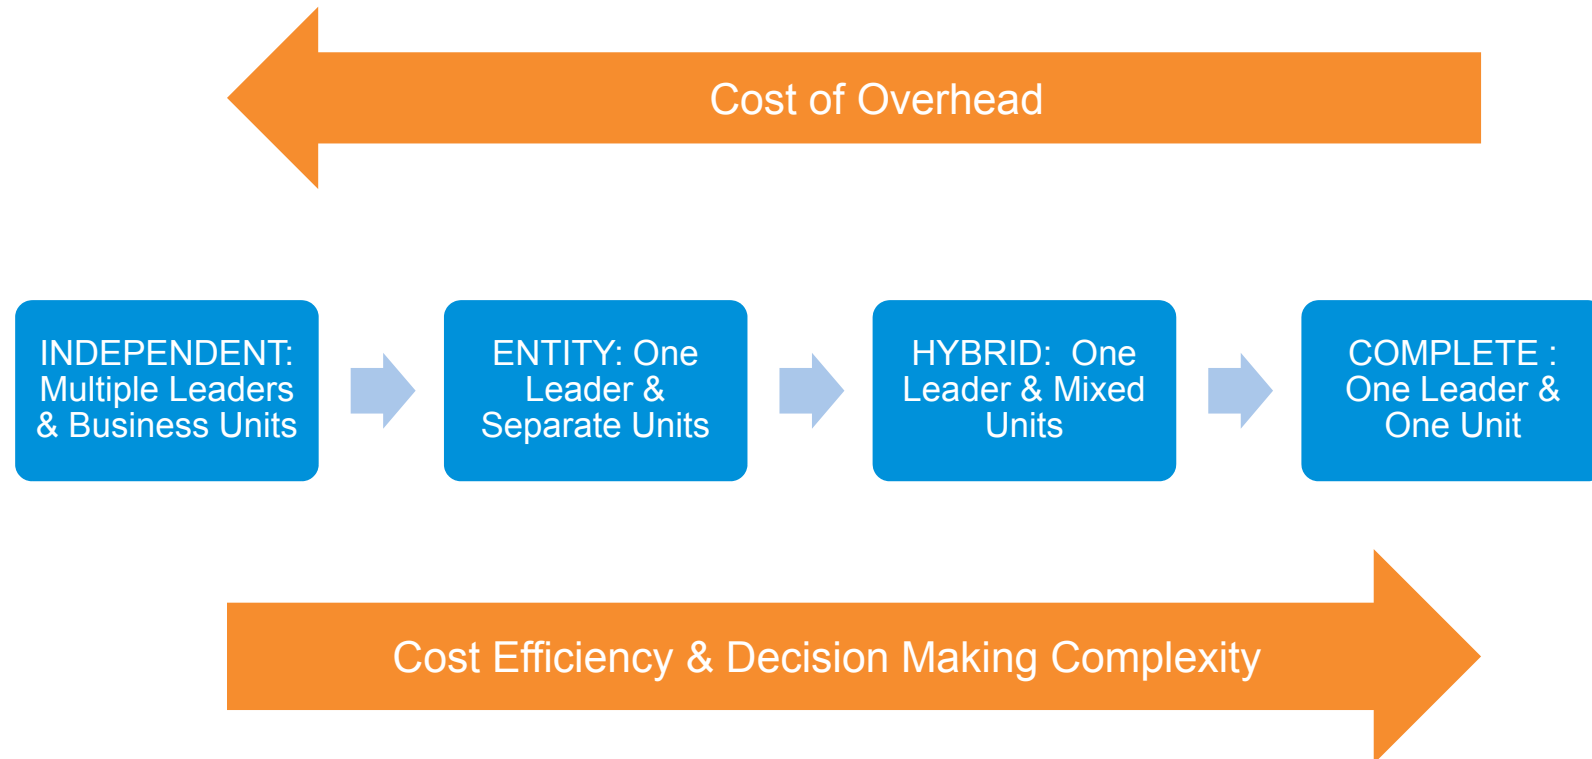 Cost of Overhead
INDEPENDENT:
Multiple Leaders
& Business Units
ENTITY: One
Leader &
Separate Units
HYBRID:  One
Leader & Mixed
Units
COMPLETE :
One Leader &
One Unit
Cost Efficiency & Decision Making Complexity